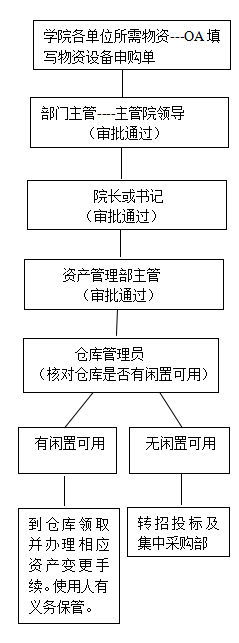 学院各单位所需物资---OA 填
写物资设备申购单
部门主管----主管院领导
（审批通过）
院长或书记
（审批通过）
资产管理部主管
（审批通过）
仓库管理员
（核对仓库是否有闲置可用）
有闲置可用
无闲置可用
到仓库领取
并办理相应
资产变更手
续。使用人有
义务保管。
转招投标及
集中采购部